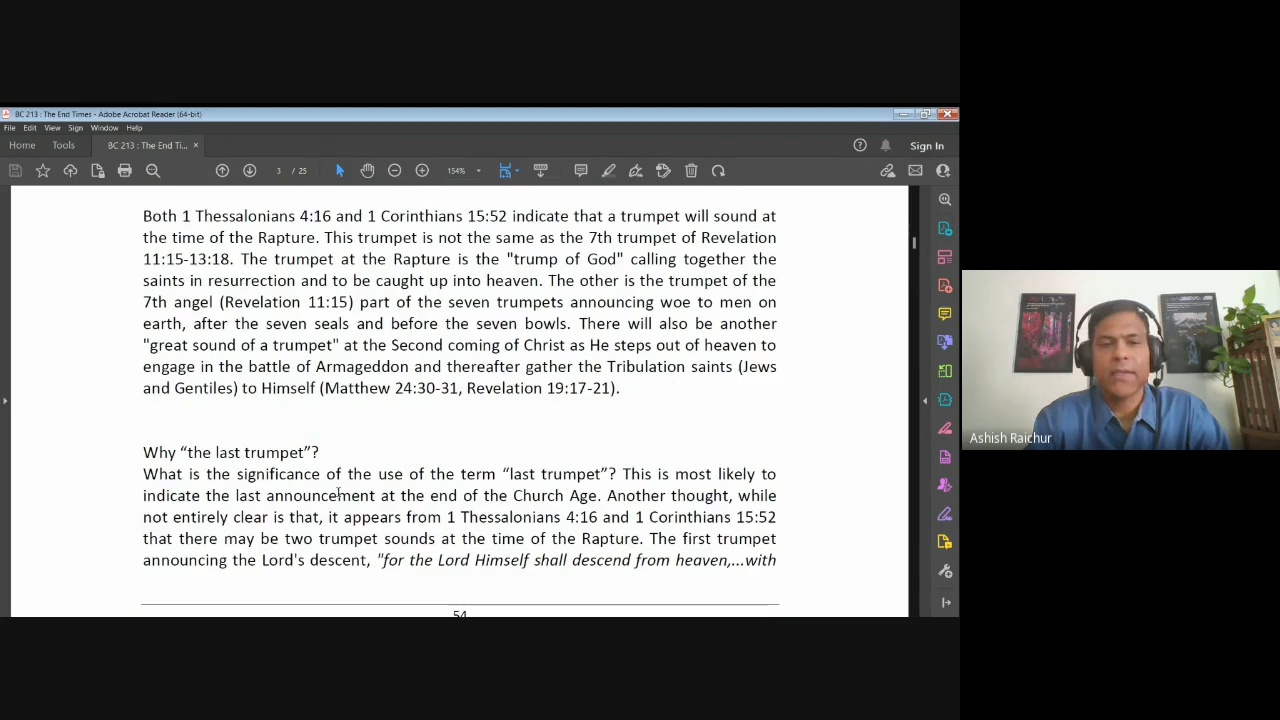 BC 213 : The End Times - Adobe Acrobat Reader (64-bit)
File Edit View Sign Window Help
Home Tools BC 213 : The End Ti... × Sign In
3 / 25 154%
Both 1 Thessalonians 4:16 and 1 Corinthians 15:52 indicate that a trumpet will sound at
the time of the Rapture. This trumpet is not the same as the 7th trumpet of Revelation
11:15-13:18. The trumpet at the Rapture is the "trump of God" calling together the
saints in resurrection and to be caught up into heaven. The other is the trumpet of the
7th angel (Revelation 11:15) part of the seven trumpets announcing woe to men on
earth, after the seven seals and before the seven bowls. There will also be another
"great sound of a trumpet" at the Second coming of Christ as He steps out of heaven to
engage in the battle of Armageddon and thereafter gather the Tribulation saints (Jews
and Gentiles) to Himself (Matthew 24:30-31, Revelation 19:17-21).
Why “the last trumpet”?
What is the significance of the use of the term “last trumpet”? This is most likely to
indicate the last announcement at the end of the Church Age. Another thought, while
not entirely clear is that, it appears from 1 Thessalonians 4:16 and 1 Corinthians 15:52
that there may be two trumpet sounds at the time of the Rapture. The first trumpet
announcing the Lord's descent, "for the Lord Himself shall descend from heaven,...with
54
Ashish Raichur